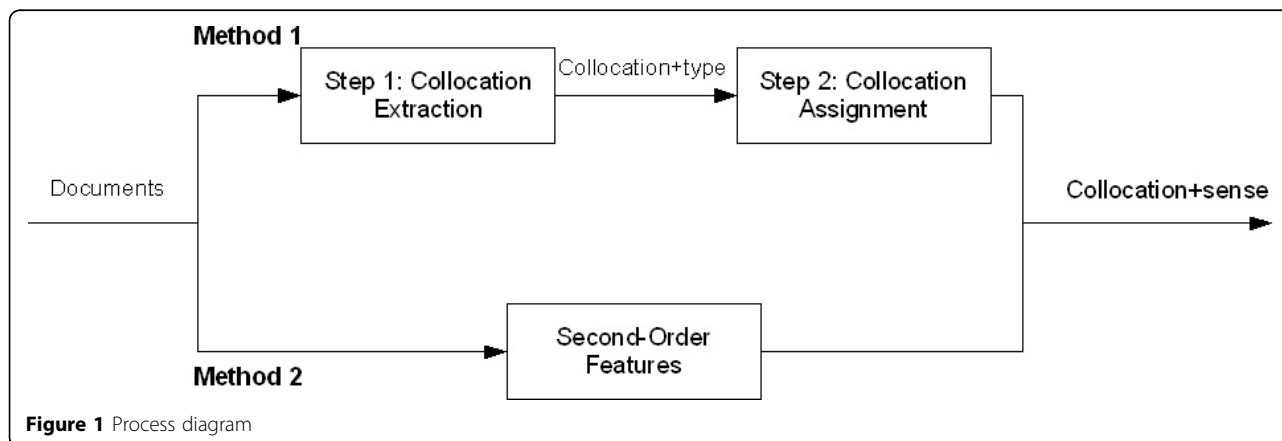 Method 1
Step 1: Collocation
Extraction
Collocation+type
Step 2: Collocation
Assignment
Documents
Collocation+sense
Second-Order
Features
Method 2
Figure 1 Process diagram